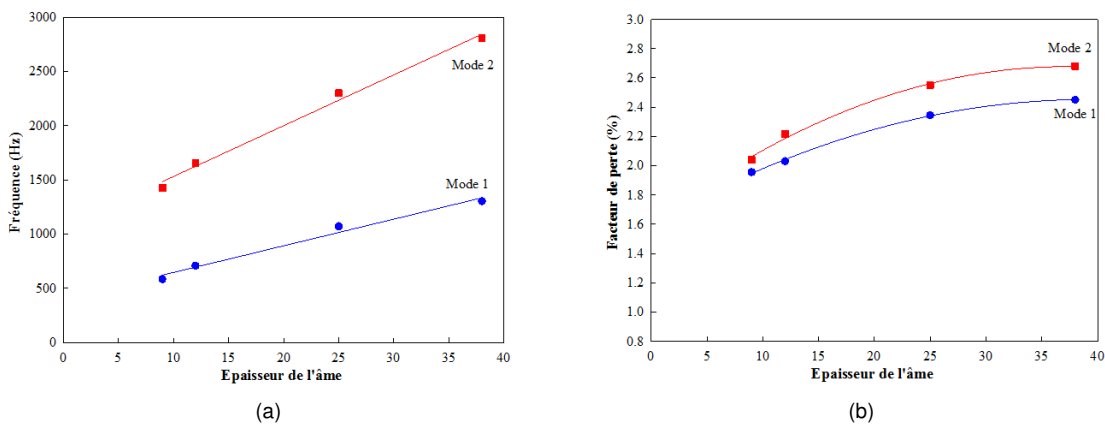 3000
2500
2000
1500
1000
500
0
Fréquence (Hz)
Mode 2
Mode 1
0 5 10 15 20 25 30 35 40
Epaisseur de l'âme
(a)
3.0
2.8
2.6
2.4
2.2
2.0
1.8
1.6
1.4
1.2
1.0
0.8
Facteur de perte (%)
Mode 2
Mode 1
0 5 10 15 20 25 30 35 40
Epaisseur de l'âme
(b)